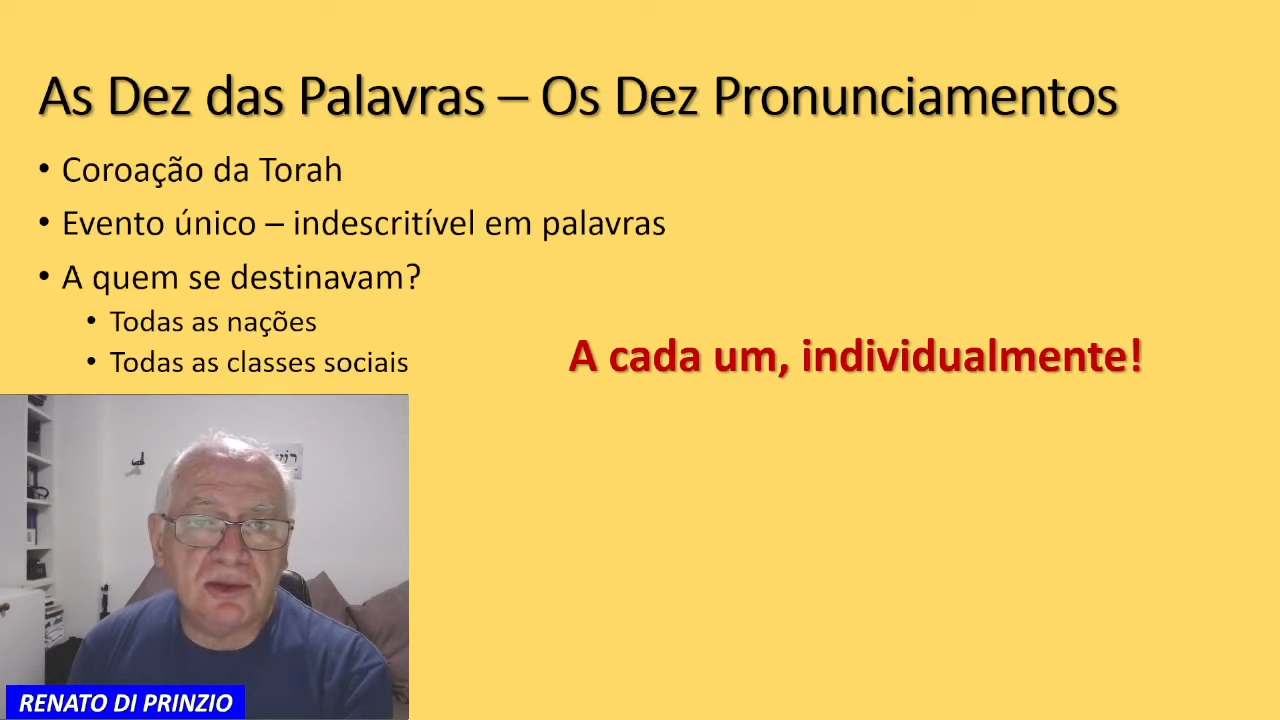 As Dez das Palavras – Os Dez Pronunciamentos
• Coroação da Torah
• Evento único – indescritível em palavras
• A quem se destinavam?
• Todas as nações
• Todas as classes sociais
A cada um, individualmente!
RENATO DI PRINZIO